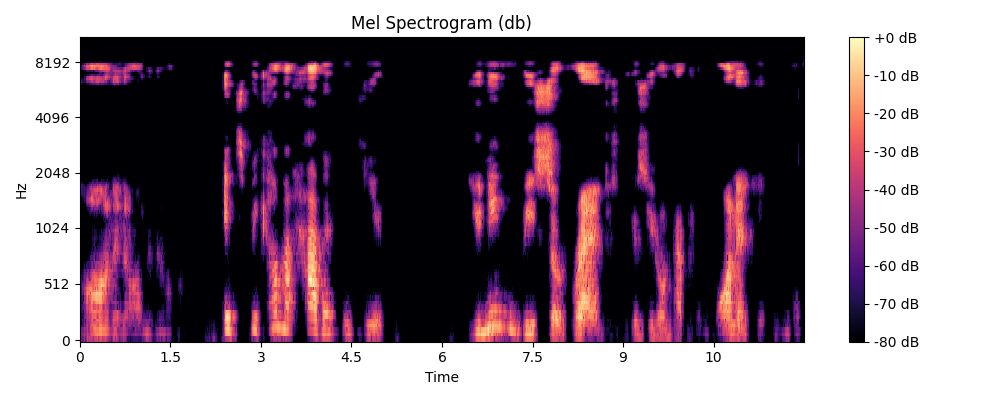 Mel Spectrogram (db)
Hz
8192
4096
2048
1024
512
0
0 1.5 3 4.5 6 7.5 9 10
Time
+0 dB
-10 dB
-20 dB
-30 dB
-40 dB
-50 dB
-60 dB
-70 dB
-80 dB